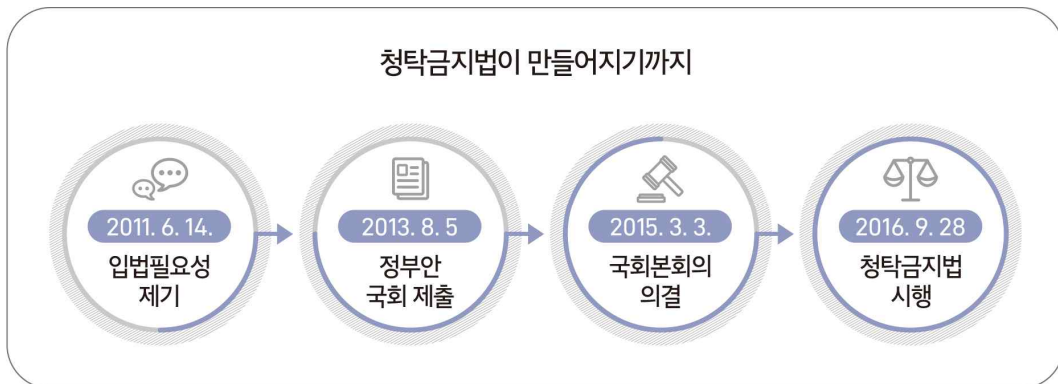 청탁금지법이 만들어지기까지
2011. 6. 14.
입법필요성
제기
2013. 8. 5
정부안
국회 제출
2015. 3. 3.
국회본회의
의결
2016. 9. 28
청탁금지법
시행